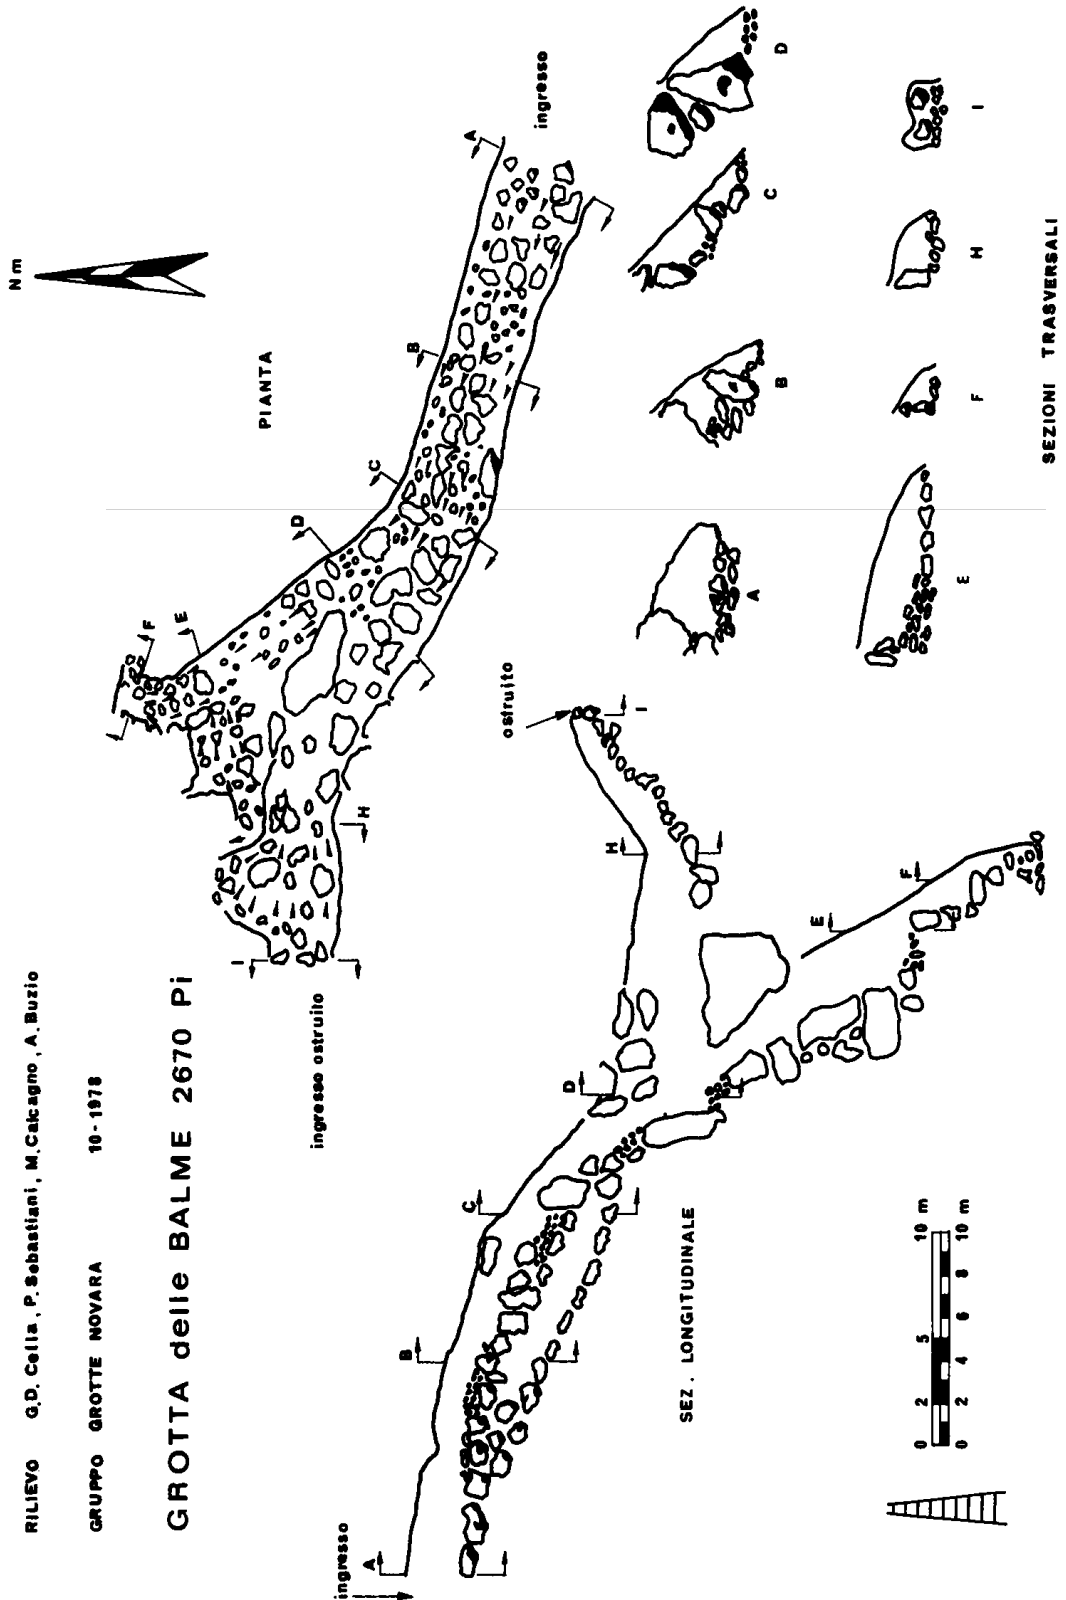 RILIEVO G.D. Cella, P. Sebastiani, M. Calcagno, A. Buzio
GRUPPO GROTTE NOVARA 10-1978
GROTTA delle BALME 2670 Pi
N m
PIANTA
ingresso
A
B
C
D
E
F
H
I
ingresso ostruito
ingresso
A
B
C
D
H
I
E
F
ostruito
SEZ. LONGITUDINALE
0 2 5 10 m
0 2 4 6 8 10 m
A
B
C
D
E
F
H
I
SEZIONI TRASVERSALI